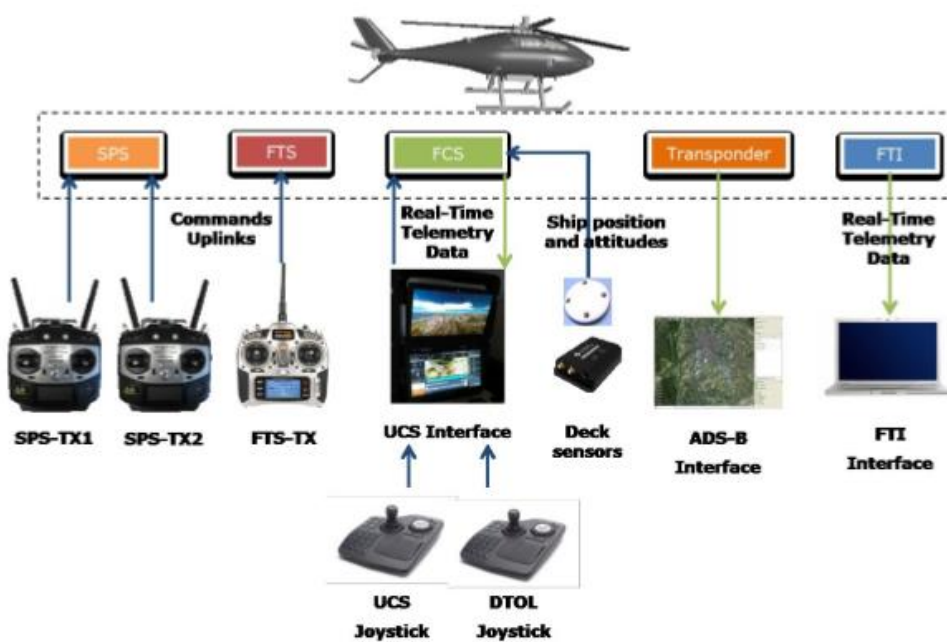 SPS
FTS
FCS
Transponder
FTI
Commands
Uplinks
Real-Time
Telemetry
Data
Ship position
and attitudes
Real-Time
Telemetry
Data
SPS-TX1
SPS-TX2
FTS-TX
UCS Interface
Deck
sensors
ADS-B
Interface
FTI
Interface
UCS
Joystick
DTOL
Joystick